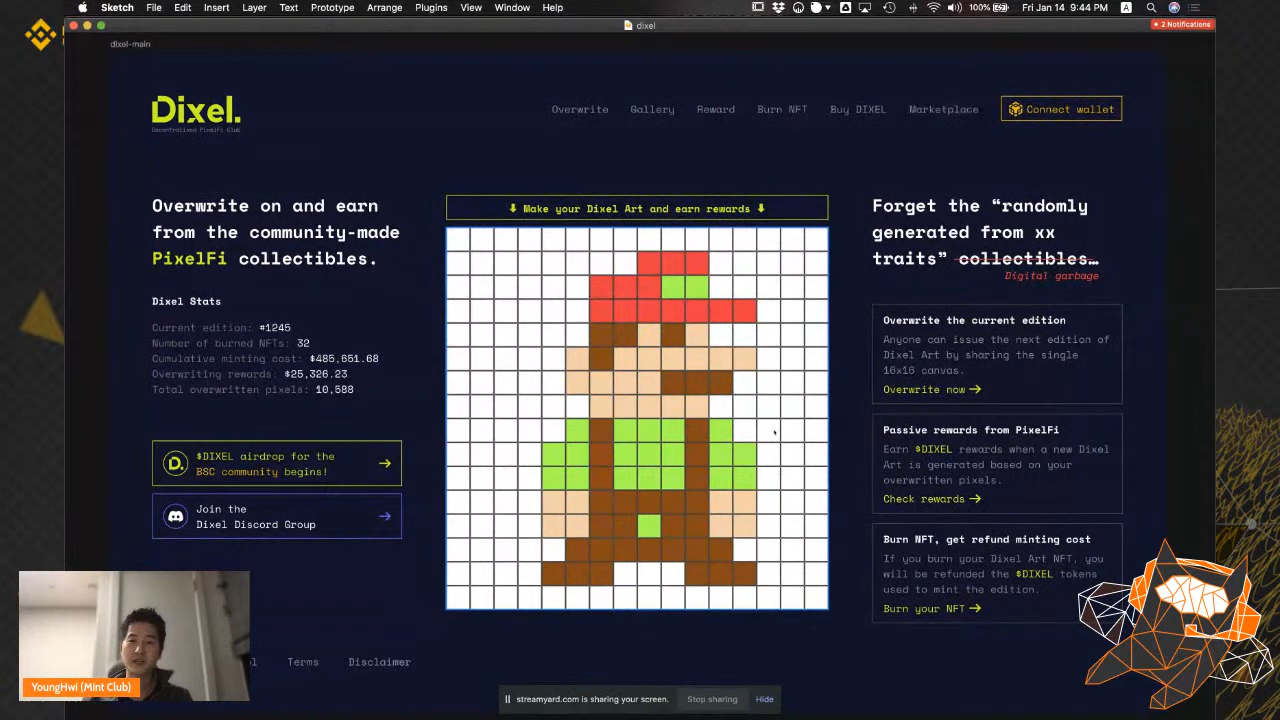 Sketch File Edit Insert Layer Text Prototype Arrange Plugins View Window Help
100% Fri Jan 14 9:44 PM
dixel
2 Notifications
dixel-main
Dixel.
Decentralized PixelFi Club
Overwrite Gallery Reward Burn NFT Buy DIXEL Marketplace Connect wallet
Overwrite on and earn
from the community-made
PixelFi collectibles.
Dixel Stats
Current edition: #1245
Number of burned NFTs: 32
Cumulative minting cost: $485,651.68
Overwriting rewards: $25,326.23
Total overwritten pixels: 10,588
D. $DIXEL airdrop for the
BSC community begins!
Join the
Dixel Discord Group
Make your Dixel Art and earn rewards
Forget the “randomly
generated from xx
traits” collectibles…
Digital garbage
Overwrite the current edition
Anyone can issue the next edition of
Dixel Art by sharing the single
16x16 canvas.
Overwrite now
Passive rewards from PixelFi
Earn $DIXEL rewards when a new Dixel
Art is generated based on your
overwritten pixels.
Check rewards
Burn NFT, get refund minting cost
If you burn your Dixel Art NFT, you
will be refunded the $DIXEL tokens
used to mint the edition.
Burn your NFT
Terms Disclaimer
YoungHwi (Mint Club)
streamyard.com is sharing your screen. Stop sharing Hide